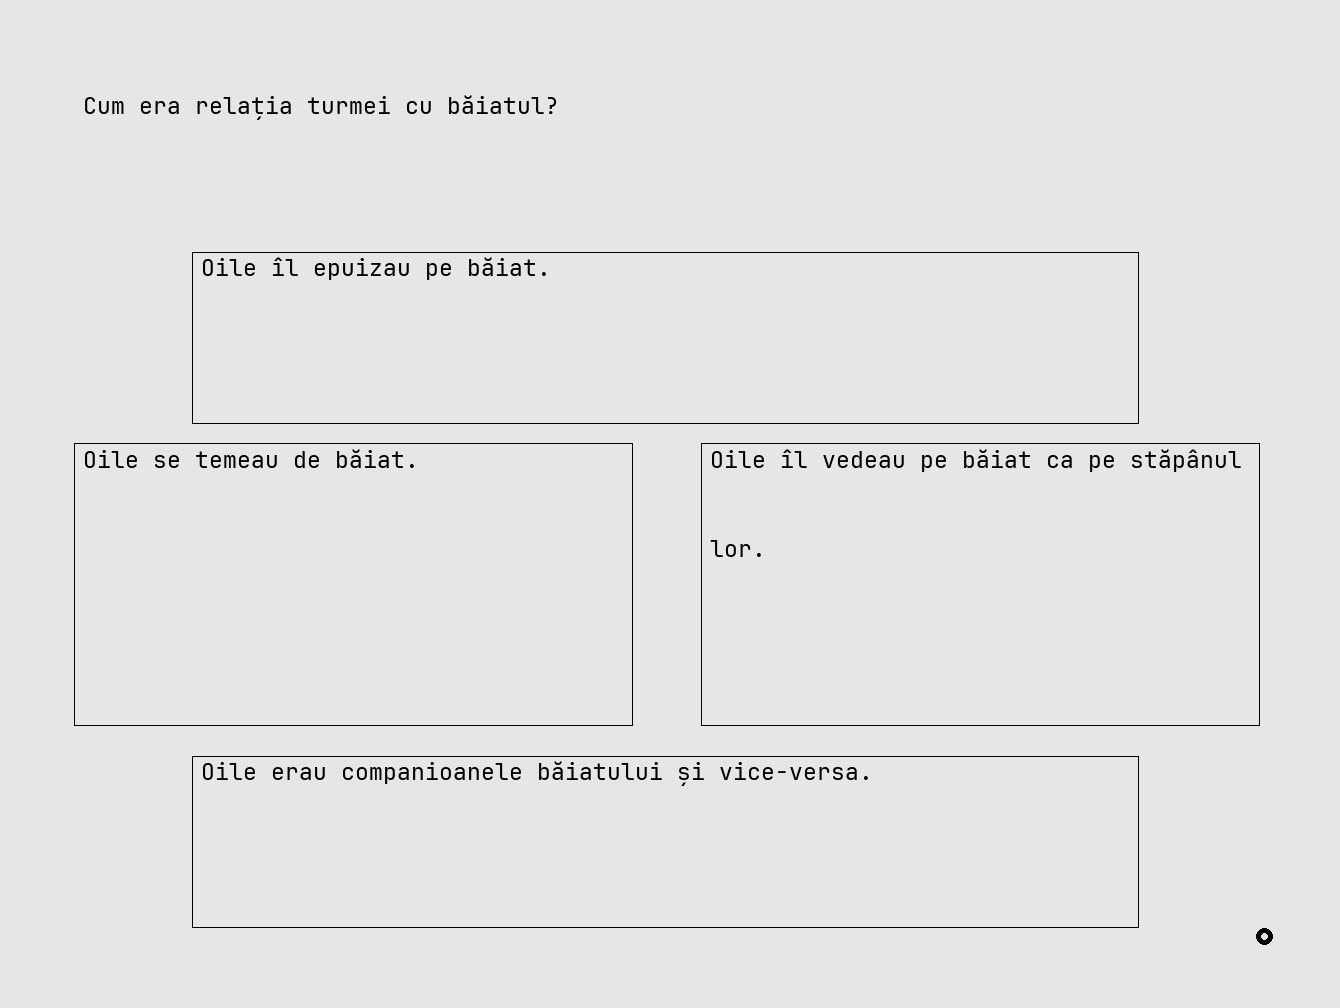 Cum era relația turmei cu băiatul?
Oile îl epuizau pe băiat.
Oile se temeau de băiat.
Oile îl vedeau pe băiat ca pe stăpânul
lor.
Oile erau companioanele băiatului și vice-versa.